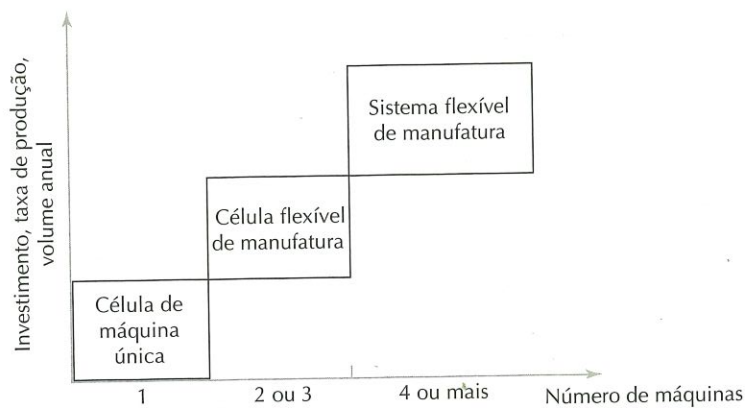 Investimento, taxa de produção,
volume anual
Sistema flexível
de manufatura
Célula flexível
de manufatura
Célula de
máquina
única
1
2 ou 3
4 ou mais
Número de máquinas